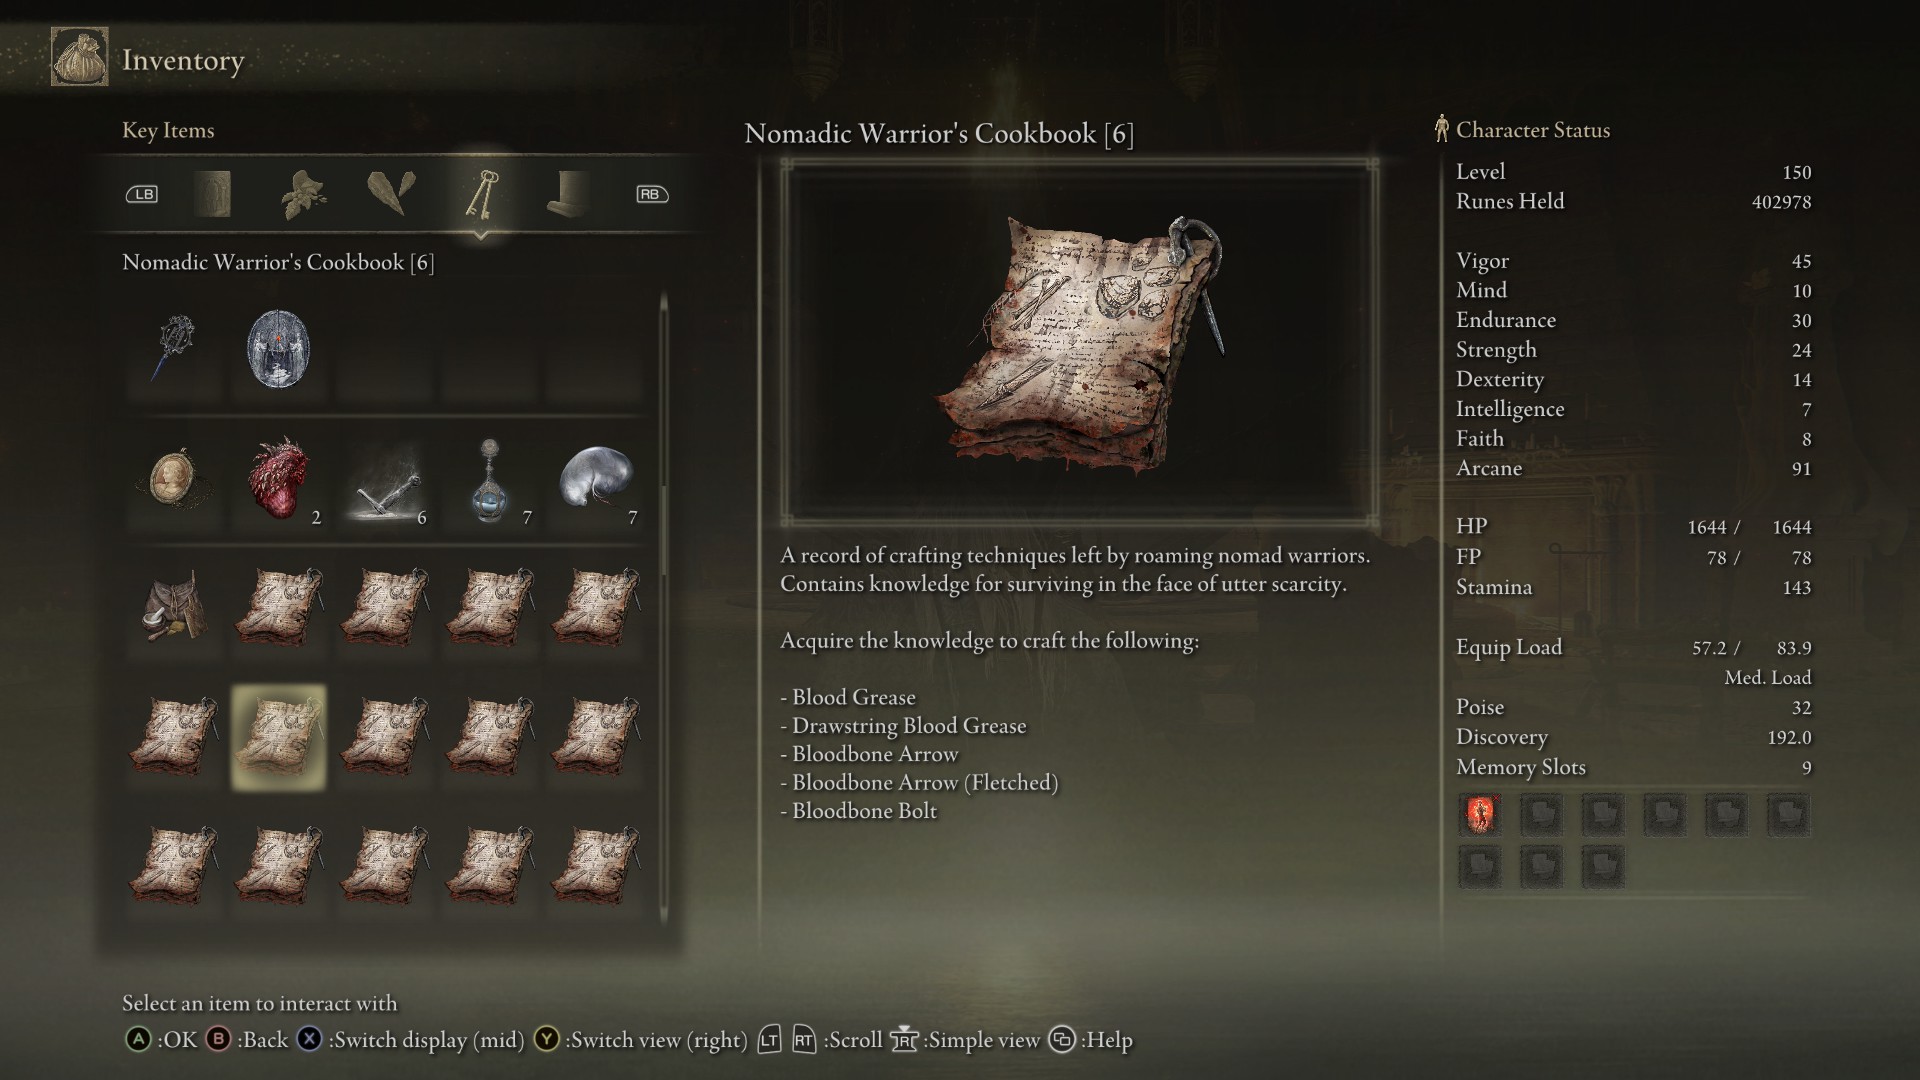 Inventory
Key Items
LB
RB
Nomadic Warrior's Cookbook [6]
2
6
7
7
Nomadic Warrior's Cookbook [6]
A record of crafting techniques left by roaming nomad warriors.
Contains knowledge for surviving in the face of utter scarcity.
Acquire the knowledge to craft the following:
- Blood Grease
- Drawstring Blood Grease
- Bloodbone Arrow
- Bloodbone Arrow (Fletched)
- Bloodbone Bolt
Character Status
Level 150
Runes Held 402978
Vigor 45
Mind 10
Endurance 30
Strength 24
Dexterity 14
Intelligence 7
Faith 8
Arcane 91
HP 1644 / 1644
FP 78 / 78
Stamina 143
Equip Load 57.2 / 83.9
Med. Load
Poise 32
Discovery 192.0
Memory Slots 9
Select an item to interact with
A :OK B :Back X :Switch display (mid) Y :Switch view (right) LT RT :Scroll R :Simple view :Help